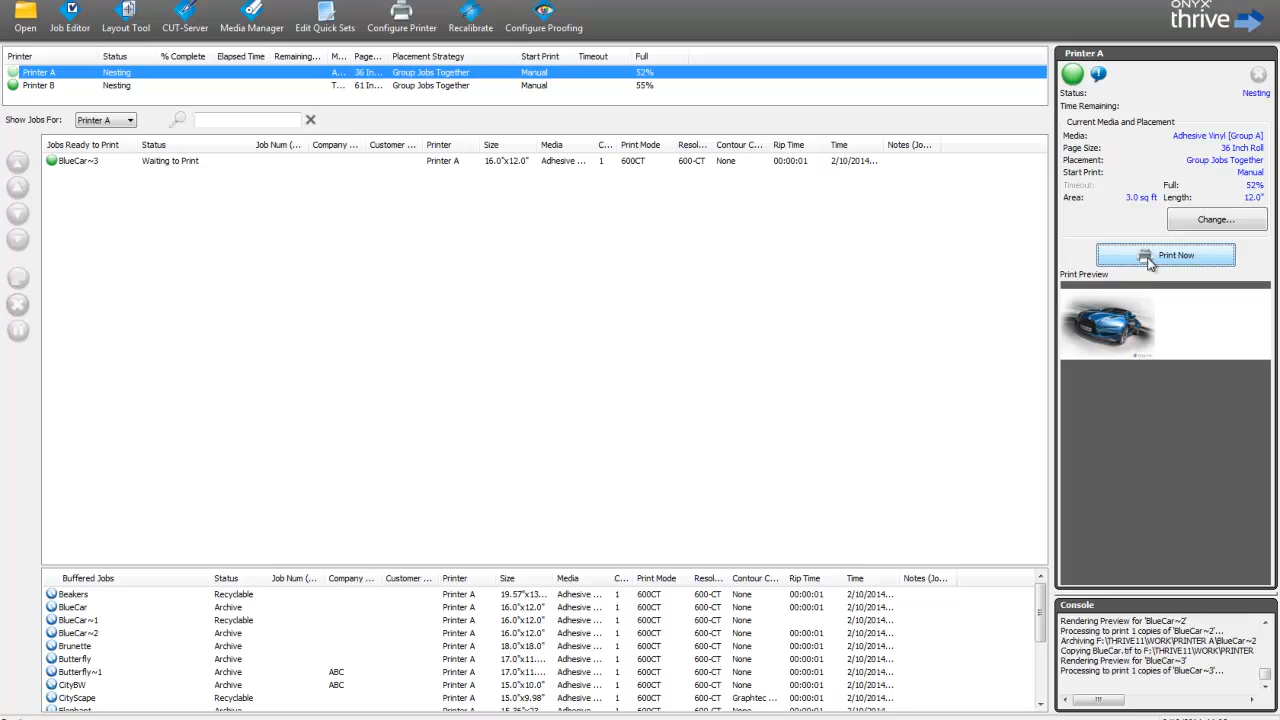 ONYX
thrive
Open Job Editor Layout Tool CUT-Server Media Manager Edit Quick Sets Configure Printer Recalibrate Configure Proofing
Printer Status % Complete Elapsed Time Remaining... M... Page... Placement Strategy Start Print Timeout Full
Printer A Nesting A... 36 In... Group Jobs Together Manual 52%
Printer B Nesting T... 61 In... Group Jobs Together Manual 55%
Show Jobs For: Printer A
Jobs Ready to Print Status Job Num (... Company ... Customer ... Printer Size Media C... Print Mode Resol... Contour C... Rip Time Time Notes (Jo...
BlueCar~3 Waiting to Print Printer A 16.0"x12.0" Adhesive ... 1 600CT 600-CT None 00:00:01 2/10/2014...
Buffered Jobs Status Job Num (... Company ... Customer ... Printer Size Media C... Print Mode Resol... Contour C... Rip Time Time Notes (Jo...
Beakers Recyclable Printer A 19.57"x13... Adhesive ... 1 600CT 600-CT None 00:00:01 2/10/2014...
BlueCar Archive Printer A 16.0"x12.0" Adhesive ... 1 600CT 600-CT None 00:00:01 2/10/2014...
BlueCar~1 Recyclable Printer A 16.0"x12.0" Adhesive ... 1 600CT 600-CT None 2/10/2014...
BlueCar~2 Archive Printer A 16.0"x12.0" Adhesive ... 1 600CT 600-CT None 00:00:01 2/10/2014...
Brunette Archive Printer A 18.0"x18.0" Adhesive ... 1 600CT 600-CT None 00:00:01 2/10/2014...
Butterfly Archive Printer A 17.0"x11.... Adhesive ... 1 600CT 600-CT None 00:00:01 2/10/2014...
Butterfly~1 Archive ABC Printer A 17.0"x11.... Adhesive ... 1 600CT 600-CT None 00:00:01 2/10/2014...
CityBW Archive ABC Printer A 15.0"x10.0" Adhesive ... 1 600CT 600-CT None 00:00:01 2/10/2014...
CityScape Recyclable Printer A 15.0"x9.98" Adhesive ... 1 600CT 600-CT Graphtec ... 00:00:01 2/10/2014...
Elephant Archive Printer A Adhesive ... 1 600CT 600-CT None 00:00:01 2/10/2014...
Printer A
Status: Nesting
Time Remaining:
Current Media and Placement
Media: Adhesive Vinyl [Group A]
Page Size: 36 Inch Roll
Placement: Group Jobs Together
Start Print: Manual
Timeout: Full: 52%
Area: 3.0 sq ft Length: 12.0"
Change...
Print Now
Print Preview
Console
Rendering Preview for 'BlueCar~2'
Processing to print 1 copies of 'BlueCar~2'...
Archiving F:\THRIVE11\WORK\PRINTER A\BlueCar~2
Copying BlueCar.tif to F:\THRIVE11\WORK\PRINTER
Rendering Preview for 'BlueCar~3'
Processing to print 1 copies of 'BlueCar~3'...